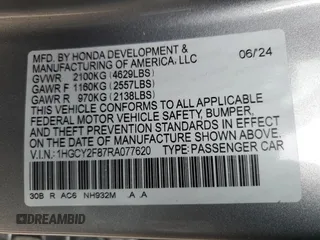 MFD. BY HONDA DEVELOPMENT &
MANUFACTURING OF AMERICA, LLC
06/24
GVWR 2100KG (4629LBS)
GAWR F 1160KG (2557LBS)
GAWR R 970KG (2138LBS)
THIS VEHICLE CONFORMS TO ALL APPLICABLE
FEDERAL MOTOR VEHICLE SAFETY, BUMPER,
AND THEFT PREVENTION STANDARDS IN EFFECT
ON THE DATE OF MANUFACTURE SHOWN ABOVE.
V.I.N.: 1HGCY2F87RA077620
TYPE: PASSENGER CAR
30B R AC6 NH932M A A
DREAMBID